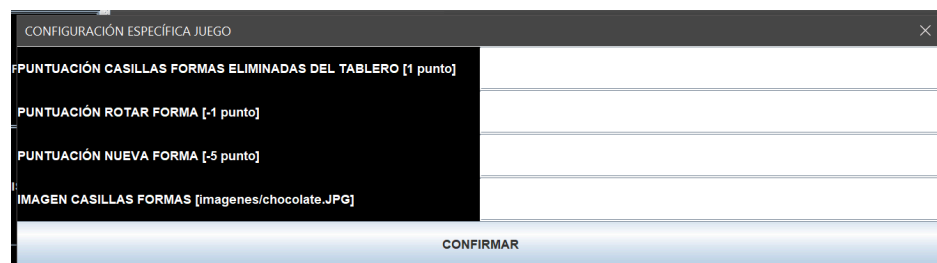 CONFIGURACIÓN ESPECÍFICA JUEGO
PUNTUACIÓN CASILLAS FORMAS ELIMINADAS DEL TABLERO [1 punto]
PUNTUACIÓN ROTAR FORMA [-1 punto]
PUNTUACIÓN NUEVA FORMA [-5 punto]
IMAGEN CASILLAS FORMAS [imagenes/chocolate.JPG]
CONFIRMAR